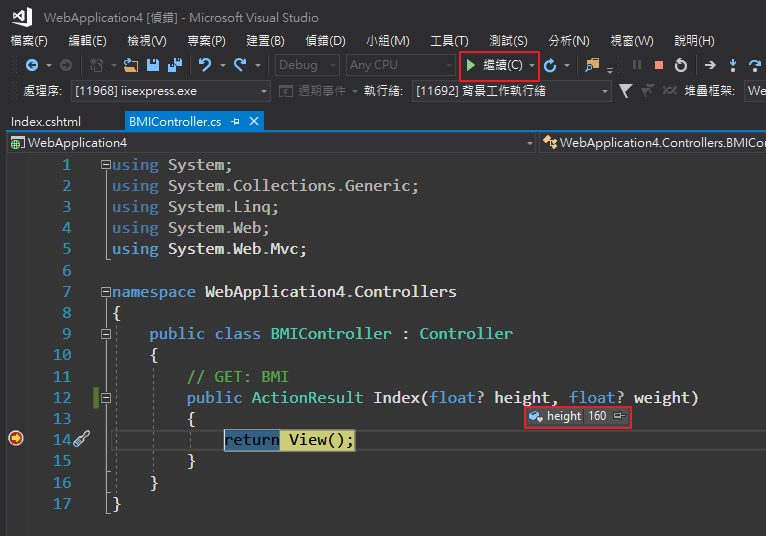 WebApplication4 [偵錯] - Microsoft Visual Studio
檔案(F) 編輯(E) 檢視(V) 專案(P) 建置(B) 偵錯(D) 小組(M) 工具(T) 測試(S) 分析(N) 視窗(W) 說明(H)
Debug Any CPU 繼續(C)
處理序: [11968] iisexpress.exe 週期事件 執行緒: [11692] 背景工作執行緒 堆疊框架: We
Index.cshtml BMIController.cs
WebApplication4 WebApplication4.Controllers.BMICo
1 using System;
2 using System.Collections.Generic;
3 using System.Linq;
4 using System.Web;
5 using System.Web.Mvc;
6
7 namespace WebApplication4.Controllers
8 {
9 public class BMIController : Controller
10 {
11 // GET: BMI
12 public ActionResult Index(float? height, float? weight)
13 {
height 160
14 return View();
15 }
16 }
17 }